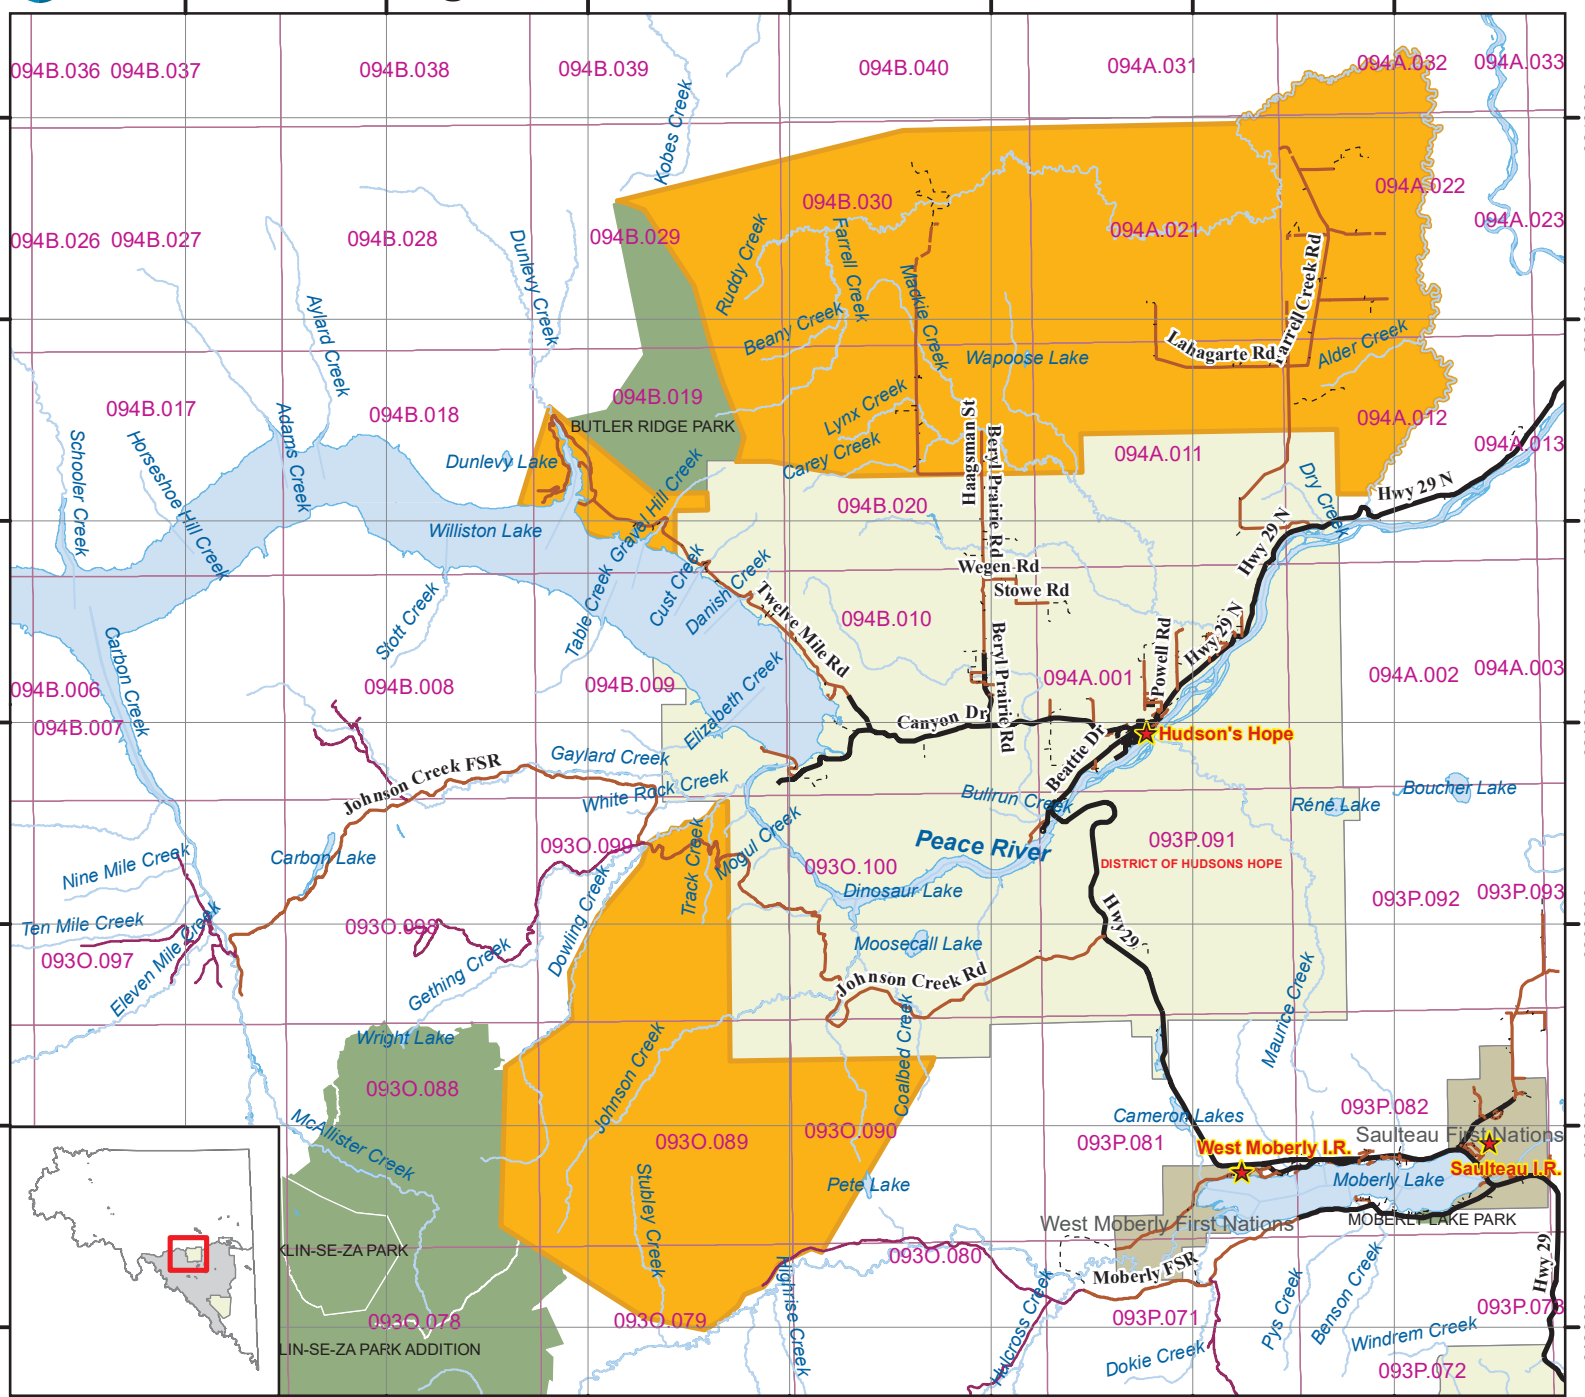 094B.036
094B.037
094B.038
094B.039
094B.040
094A.031
094A.032
094A.033
Kobes Creek
094B.026
094B.027
094B.028
094B.029
094B.030
094A.021
094A.022
094A.023
Dunlevy Creek
Ruddy Creek
Farrell Creek
Mackie Creek
Farrell Creek Rd
Aylard Creek
Beany Creek
Wapoose Lake
Lahagarte Rd
Alder Creek
094B.017
094B.018
094B.019
BUTLER RIDGE PARK
Lynx Creek
Carey Creek
Haagsman St
Beryl Prairie Rd
094A.011
094A.012
094A.013
Schooler Creek
Horseshoe Hill Creek
Adams Creek
Dunlevy Lake
Williston Lake
Gravel Hill Creek
094B.020
Dry Creek
Hwy 29 N
Hwy 29 N
Wegen Rd
Stowe Rd
Table Creek
Cust Creek
Danish Creek
Twelve Mile Rd
094B.010
Stott Creek
Carbon Creek
Beryl Prairie Rd
Powell Rd
Hwy 29 N
094B.006
094B.007
094B.008
094B.009
094A.001
094A.002
094A.003
Elizabeth Creek
Canyon Dr
Hudson's Hope
Beattie Dr
Johnson Creek FSR
Gaylard Creek
White Rock Creek
Bullrun Creek
Réné Lake
Boucher Lake
Peace River
093P.091
DISTRICT OF HUDSONS HOPE
Nine Mile Creek
Carbon Lake
093O.099
Track Creek
Mogul Creek
093O.100
Dinosaur Lake
093P.092
093P.093
Ten Mile Creek
093O.097
Eleven Mile Creek
093O.098
Gething Creek
Dowling Creek
Moosecall Lake
Johnson Creek Rd
Hwy29
Maurice Creek
Wright Lake
093O.088
Johnson Creek
Coalbed Creek
McAllister Creek
093O.089
093O.090
Cameron Lakes
093P.081
093P.082
Saulteau First Nations
West Moberly I.R.
Saulteau I.R.
Stubley Creek
Pete Lake
Moberly Lake
West Moberly First Nations
MOBERLY LAKE PARK
KLIN-SE-ZA PARK
093O.080
Moberly FSR
Hwy 29
Highrise Creek
Hulcross Creek
Pys Creek
Benson Creek
093O.078
093O.079
093P.071
093P.073
LIN-SE-ZA PARK ADDITION
Dokie Creek
Windrem Creek
093P.072